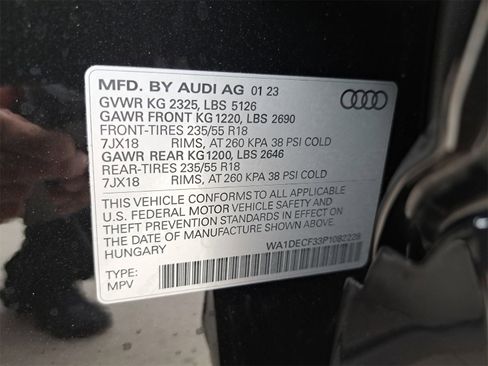 MFD. BY AUDI AG 01 23
GVWR KG 2325, LBS 5126
GAWR FRONT KG 1220, LBS 2690
FRONT-TIRES 235/55 R18
7JX18 RIMS, AT 260 KPA 38 PSI COLD
GAWR REAR KG1200, LBS 2646
REAR-TIRES 235/55 R18
7JX18 RIMS, AT 260 KPA 38 PSI COLD
THIS VEHICLE CONFORMS TO ALL APPLICABLE
U.S. FEDERAL MOTOR VEHICLE SAFETY AND
THEFT PREVENTION STANDARDS IN EFFECT ON
THE DATE OF MANUFACTURE SHOWN ABOVE.
HUNGARY WA1DECF33P1082228
TYPE:
MPV